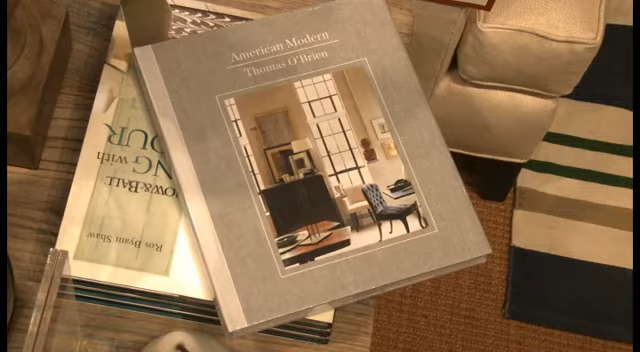 American Modern
Thomas O'Brien
OW & BALL
NG with
OUR
Ros Byam Shaw